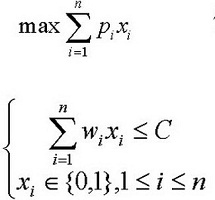 max ∑_{i=1}^{n} p_i x_i
∑_{i=1}^{n} w_i x_i ≤ C
x_i ∈ {0,1}, 1 ≤ i ≤ n